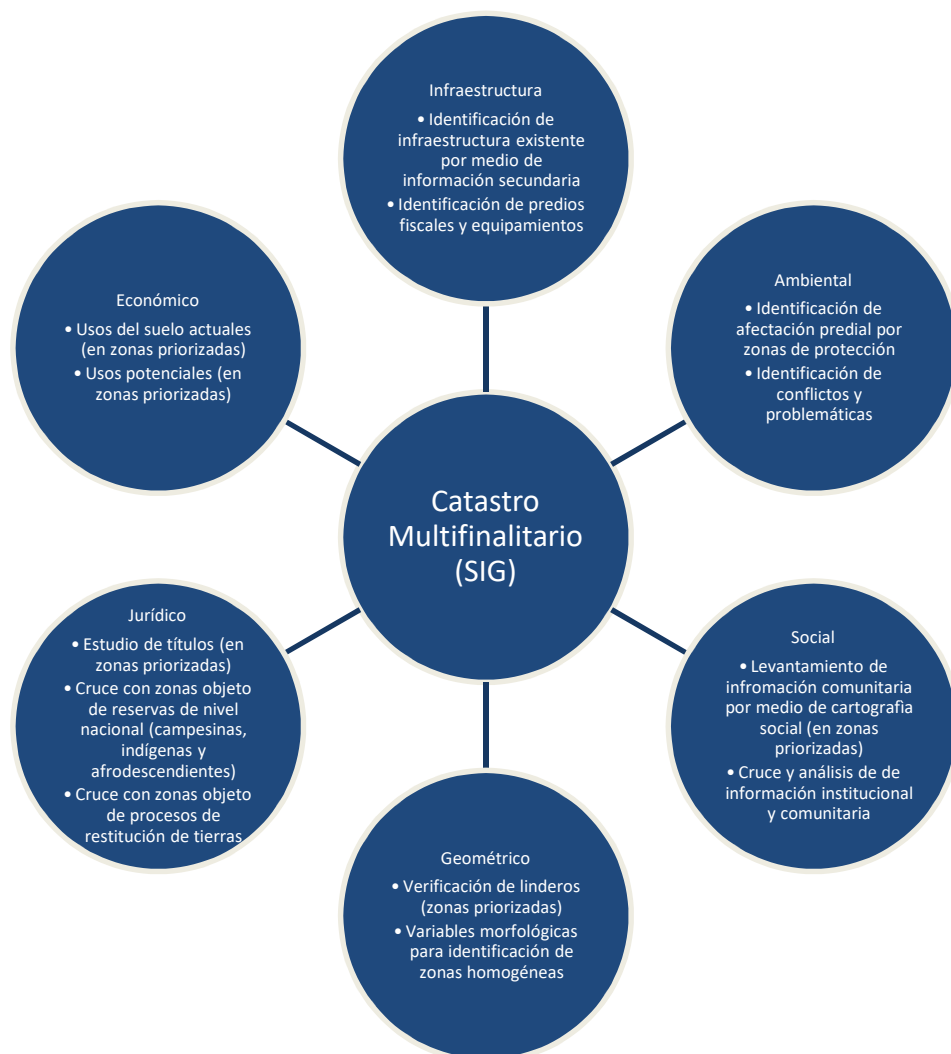 Infraestructura
• Identificación de
infraestructura existente
por medio de
información secundaria
• Identificación de predios
fiscales y equipamientos
Ambiental
• Identificación de
afectación predial por
zonas de protección
• Identificación de
conflictos y
problemáticas
Social
• Levantamiento de
infromación comunitaria
por medio de cartografìa
social (en zonas
priorizadas)
• Cruce y análisis de de
información institucional
y comunitaria
Geométrico
• Verificación de linderos
(zonas priorizadas)
• Variables morfológicas
para identificación de
zonas homogéneas
Jurídico
• Estudio de títulos (en
zonas priorizadas)
• Cruce con zonas objeto
de reservas de nivel
nacional (campesinas,
indígenas y
afrodescendientes)
• Cruce con zonas objeto
de procesos de
restitución de tierras
Económico
• Usos del suelo actuales
(en zonas priorizadas)
• Usos potenciales (en
zonas priorizadas)
Catastro
Multifinalitario
(SIG)